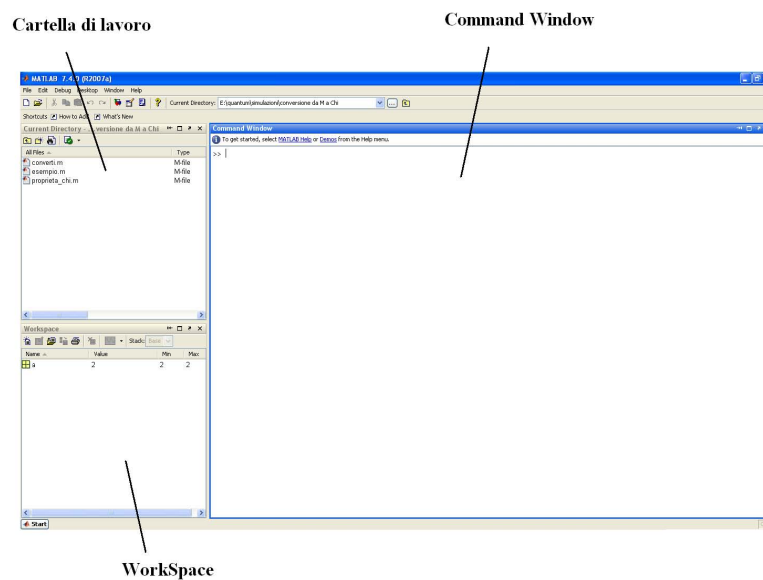 Cartella di lavoro
Command Window
MATLAB 7.4.0 (R2007a)
File Edit Debug Desktop Window Help
Current Directory: E:\quantum\simulazioni\conversione da M a Chi
Shortcuts How to Add What's New
Current Directory - ...versione da M a Chi
Command Window
To get started, select MATLAB Help or Demos from the Help menu.
All Files Type
>>
converti.m M-file
esempio.m M-file
proprieta_chi.m M-file
Workspace
Stack: Base
Name Value Min Max
a 2 2 2
Start
WorkSpace